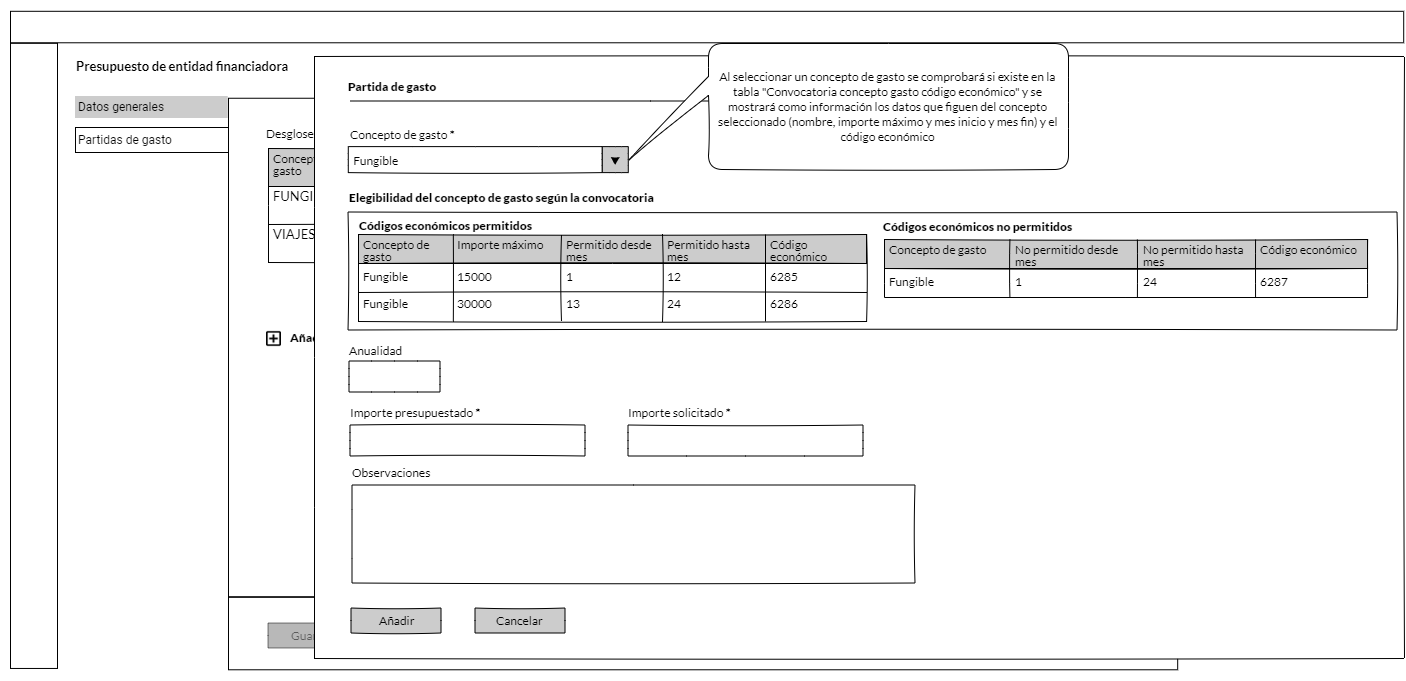 Presupuesto de entidad financiadora
Datos generales
Partidas de gasto
Desglose
Concep
gasto
FUNGI
VIAJES
Aña
Gua
Partida de gasto
Al seleccionar un concepto de gasto se comprobará si existe en la
tabla "Convocatoria concepto gasto código económico" y se
mostrará como información los datos que figuen del concepto
seleccionado (nombre, importe máximo y mes inicio y mes fin) y el
código económico
Concepto de gasto *
Fungible
Elegibilidad del concepto de gasto según la convocatoria
Códigos económicos permitidos
Concepto de gasto Importe máximo Permitido desde mes Permitido hasta mes Código económico
Fungible 15000 1 12 6285
Fungible 30000 13 24 6286
Códigos económicos no permitidos
Concepto de gasto No permitido desde mes No permitido hasta mes Código económico
Fungible 1 24 6287
Anualidad
Importe presupuestado * Importe solicitado *
Observaciones
Añadir Cancelar